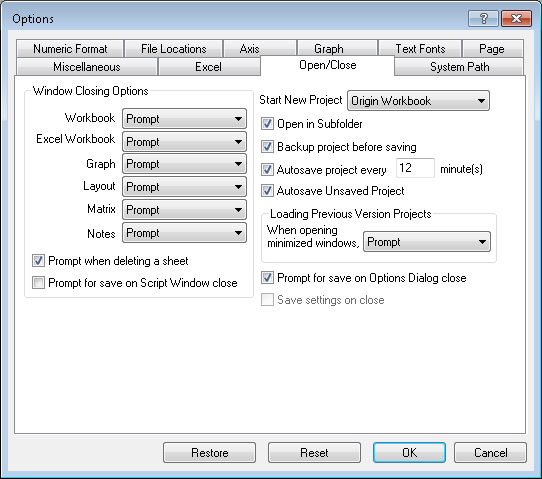 Options
Numeric Format File Locations Axis Graph Text Fonts Page
Miscellaneous Excel Open/Close System Path
Window Closing Options
Workbook Prompt
Excel Workbook Prompt
Graph Prompt
Layout Prompt
Matrix Prompt
Notes Prompt
Prompt when deleting a sheet
Prompt for save on Script Window close
Start New Project Origin Workbook
Open in Subfolder
Backup project before saving
Autosave project every 12 minute(s)
Autosave Unsaved Project
Loading Previous Version Projects
When opening
minimized windows, Prompt
Prompt for save on Options Dialog close
Save settings on close
Restore Reset OK Cancel